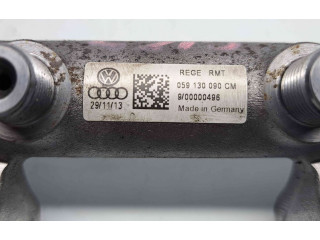 REGE RMT
059 130 090 CM
29/11/13
9/00000496
Made in Germany